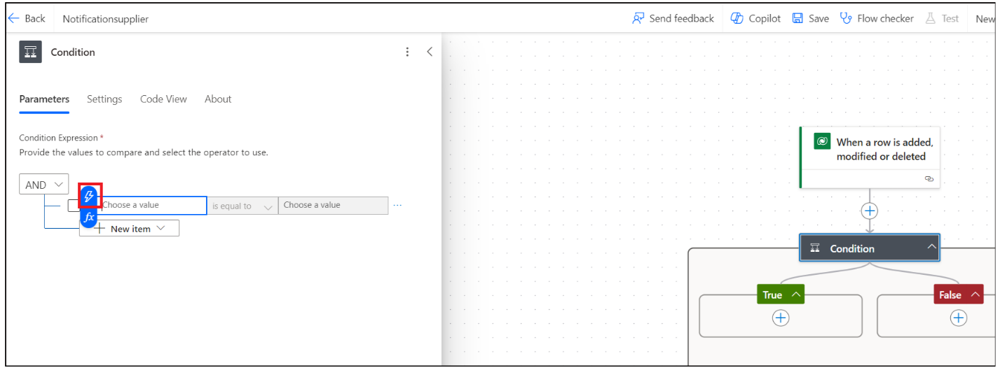 Back Notificationsupplier Send feedback Copilot Save Flow checker Test New
Condition
Parameters Settings Code View About
Condition Expression *
Provide the values to compare and select the operator to use.
AND
Choose a value is equal to Choose a value ...
fx
New item
When a row is added,
modified or deleted
Condition
True False